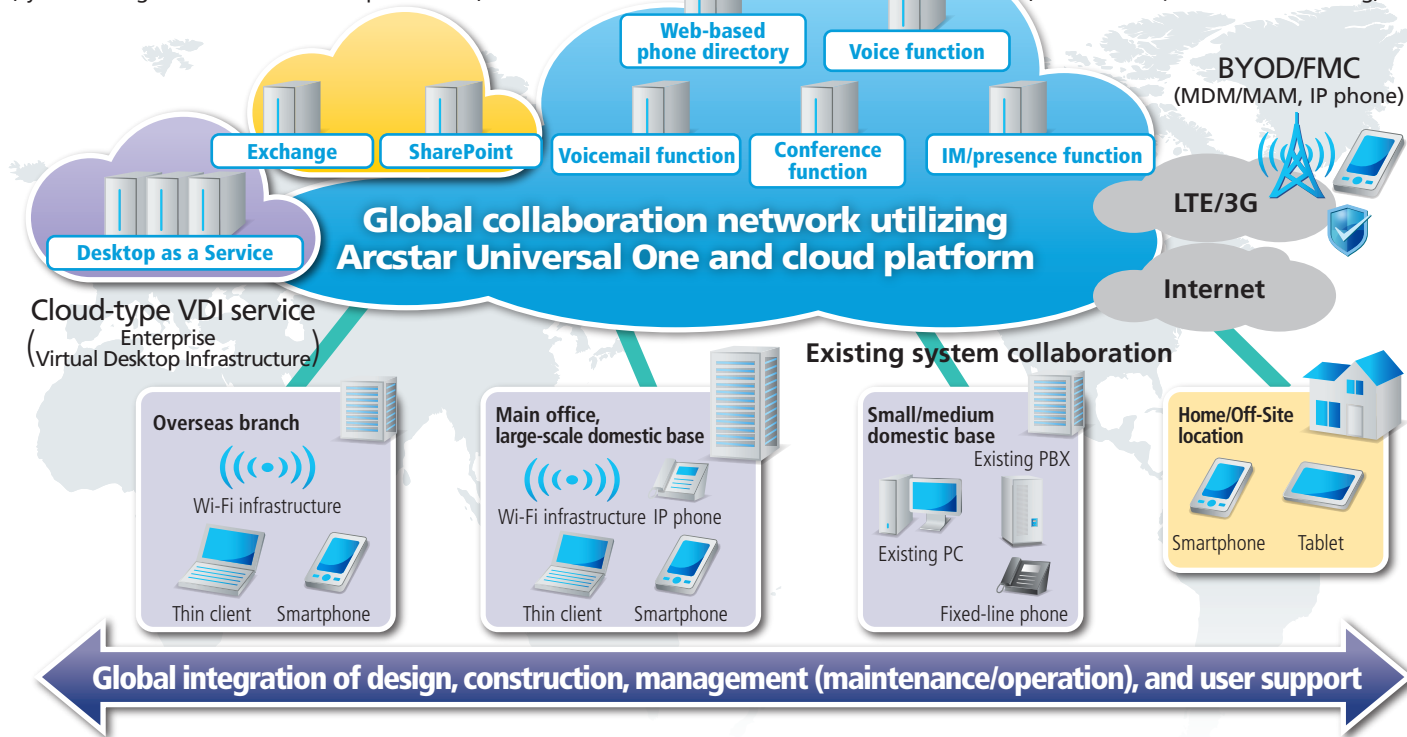 Web-based
phone directory
Voice function
BYOD/FMC
(MDM/MAM, IP phone)
Exchange
SharePoint
Voicemail function
Conference
function
IM/presence function
LTE/3G
Desktop as a Service
Global collaboration network utilizing
Arcstar Universal One and cloud platform
Internet
Cloud-type VDI service
(Enterprise
Virtual Desktop Infrastructure)
Existing system collaboration
Overseas branch
Wi-Fi infrastructure
Thin client
Smartphone
Main office,
large-scale domestic base
Wi-Fi infrastructure
IP phone
Thin client
Smartphone
Small/medium
domestic base
Existing PBX
Existing PC
Fixed-line phone
Home/Off-Site
location
Smartphone
Tablet
Global integration of design, construction, management (maintenance/operation), and user support